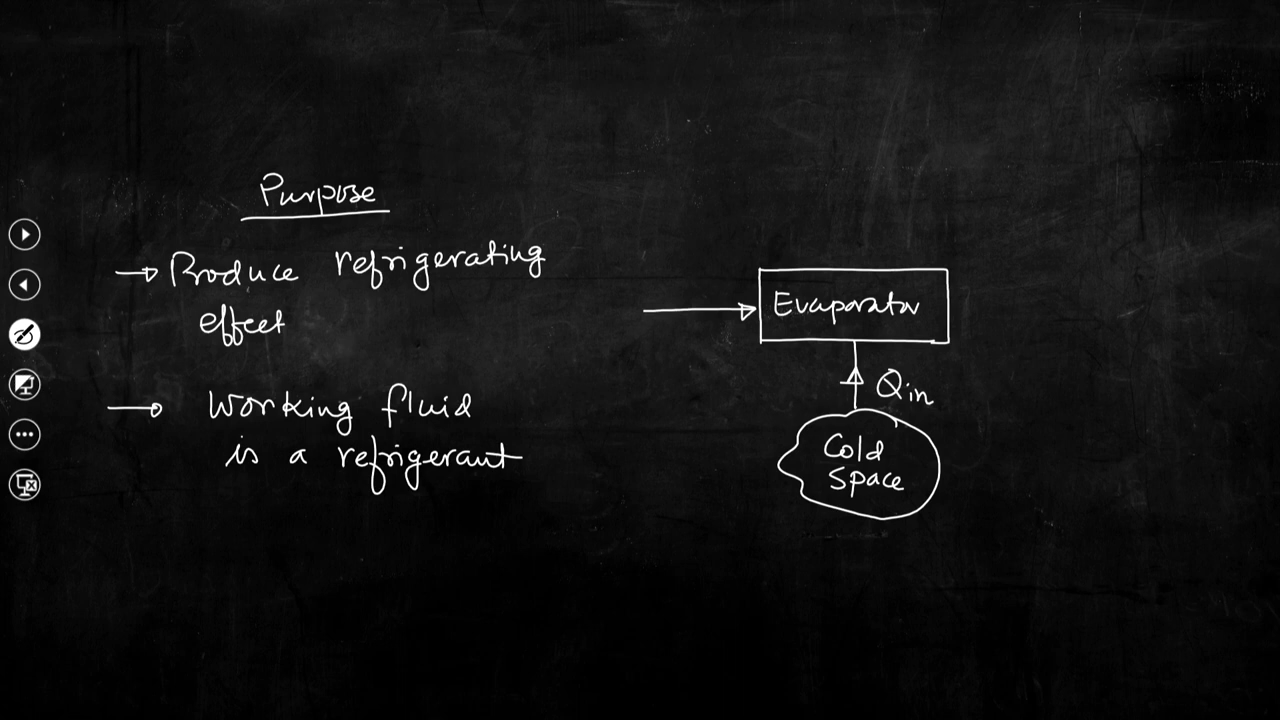 Purpose
→ Produce refrigerating
effect
→ Working fluid
is a refrigerant
Evaporator
Qin
Cold
Space